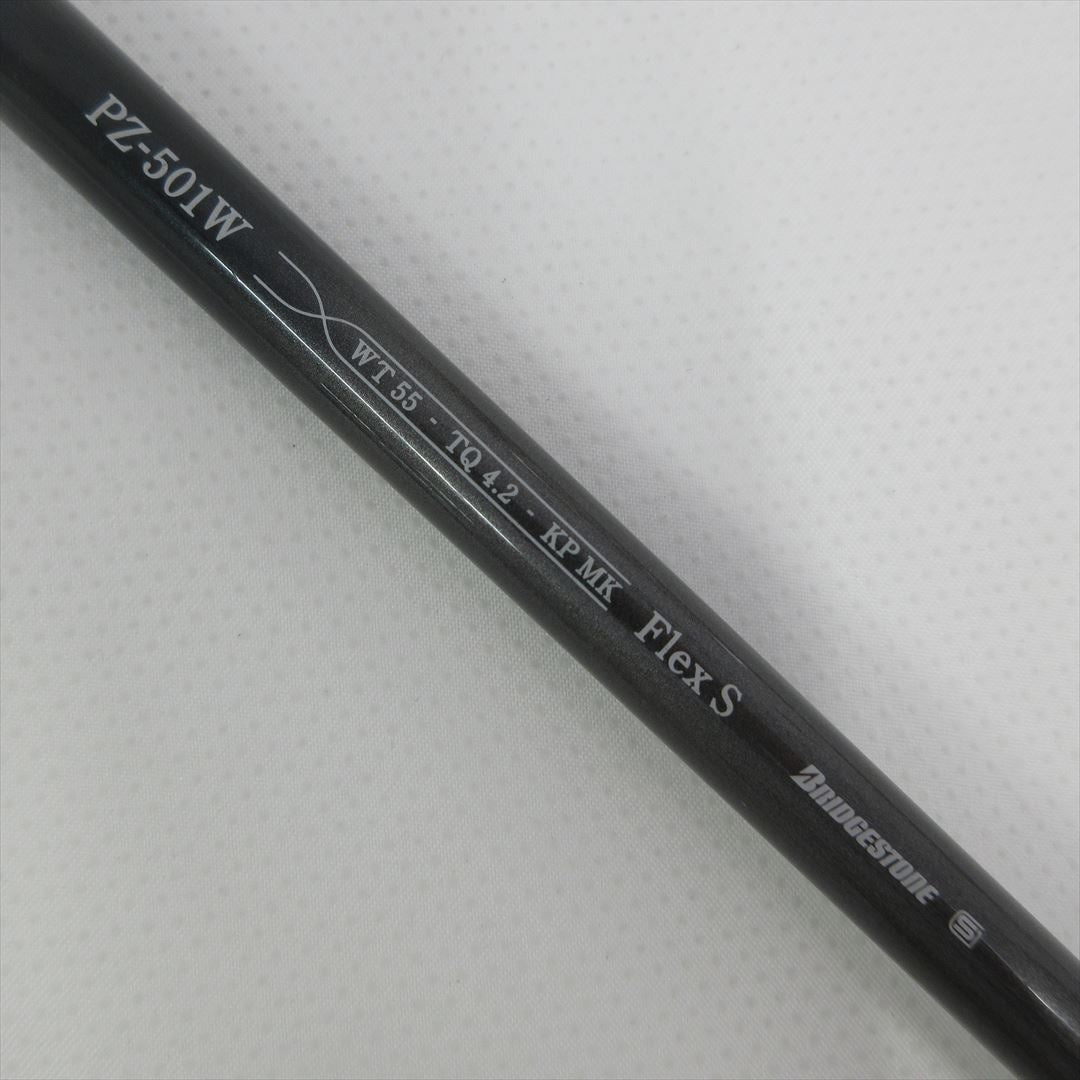 PZ-501W
WT 55 - TQ 4.2 - KP MK
Flex S
BRIDGESTONE S